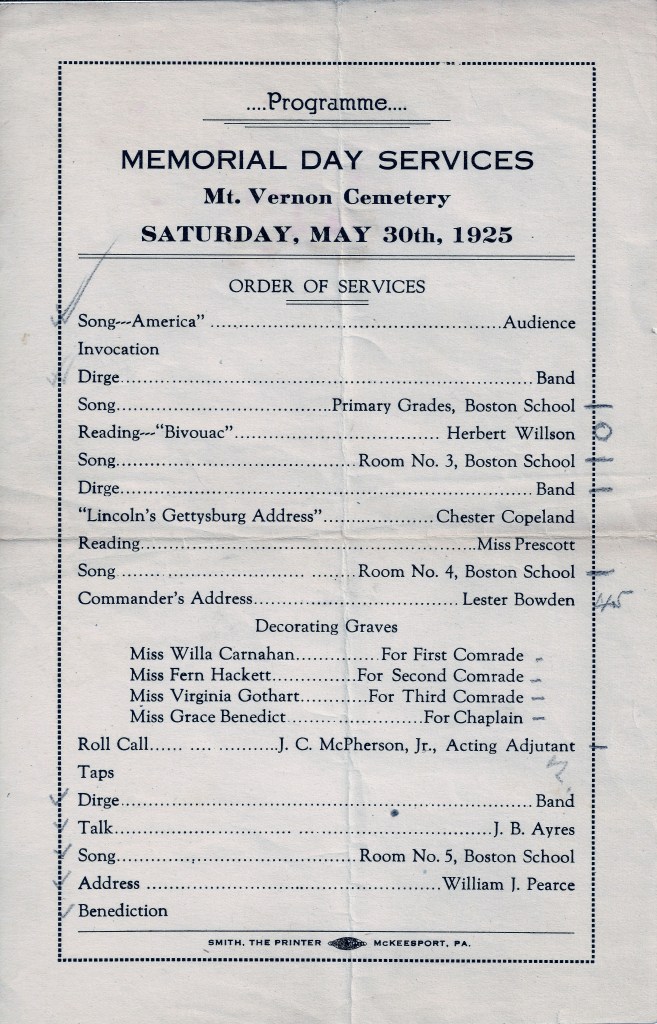 ....Programme....
MEMORIAL DAY SERVICES
Mt. Vernon Cemetery
SATURDAY, MAY 30th, 1925
ORDER OF SERVICES
Song---America" ........................................................Audience
Invocation
Dirge...............................................................................Band
Song.........................................Primary Grades, Boston School
Reading---"Bivouac"....................................... Herbert Willson
Song.............................................. Room No. 3, Boston School
Dirge...............................................................................Band
"Lincoln's Gettysburg Address".....................Chester Copeland
Reading................................................................Miss Prescott
Song ............................ ........ Room No. 4, Boston School
Commander's Address....................................... Lester Bowden
Decorating Graves
Miss Willa Carnahan...............For First Comrade
Miss Fern Hackett...............For Second Comrade
Miss Virginia Gothart............For Third Comrade
Miss Grace Benedict........................For Chaplain
Roll Call...... .... ...........J. C. McPherson, Jr., Acting Adjutant
Taps
Dirge...............................................................................Band
Talk.................................... ....................................J. B. Ayres
Song.............................................. Room No. 5, Boston School
Address ......................................................William J. Pearce
Benediction
SMITH, THE PRINTER McKEESPORT, PA.